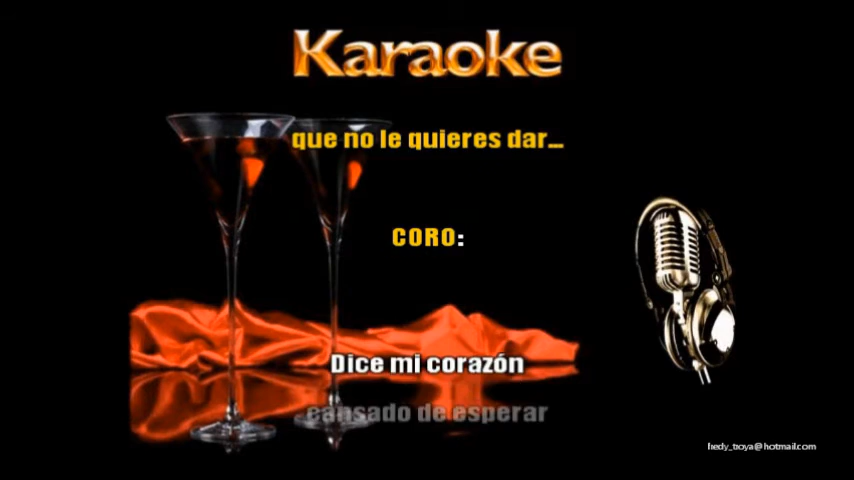 Karaoke
que no le quieres dar...
CORO:
Dice mi corazón
cansado de esperar
fredy_troya@hotmail.com